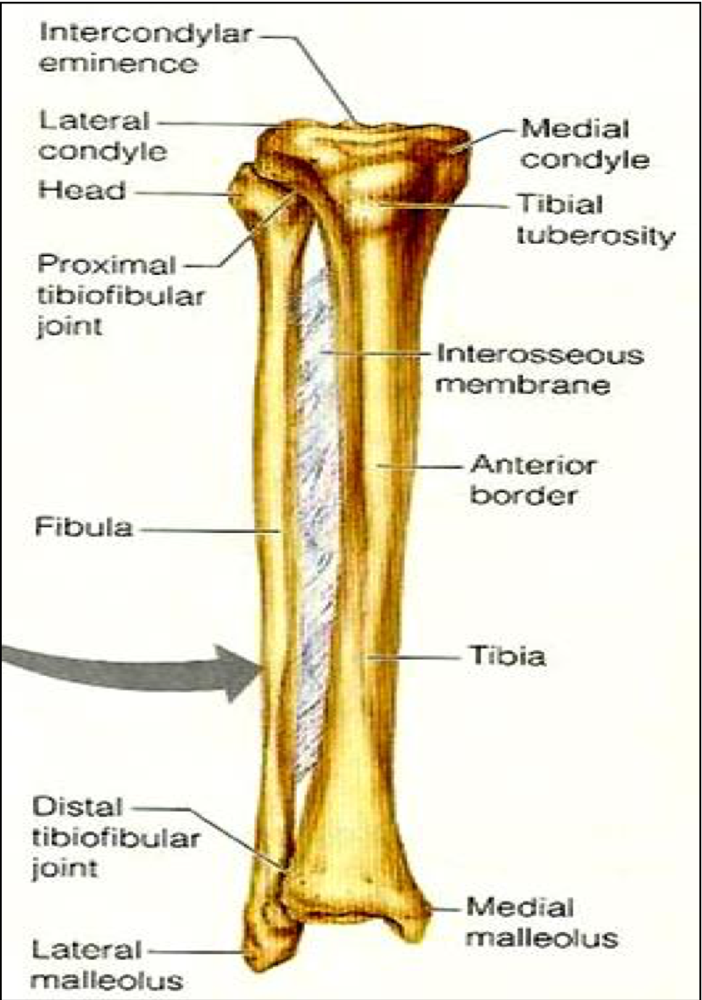 Intercondylar
eminence
Lateral
condyle
Head
Proximal
tibiofibular
joint
Fibula
Distal
tibiofibular
joint
Lateral
malleolus
Medial
condyle
Tibial
tuberosity
Interosseous
membrane
Anterior
border
Tibia
Medial
malleolus